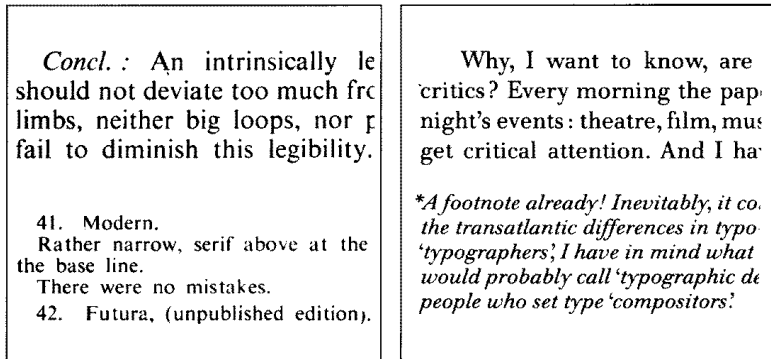 Concl. : An intrinsically le
should not deviate too much frc
limbs, neither big loops, nor p
fail to diminish this legibility.
41. Modern.
Rather narrow, serif above at the
the base line.
There were no mistakes.
42. Futura, (unpublished edition).
Why, I want to know, are
critics? Every morning the pap
night's events : theatre, film, mus
get critical attention. And I ha
*A footnote already! Inevitably, it co
the transatlantic differences in typo
‘typographers’, I have in mind what
would probably call ‘typographic de
people who set type ‘compositors’.